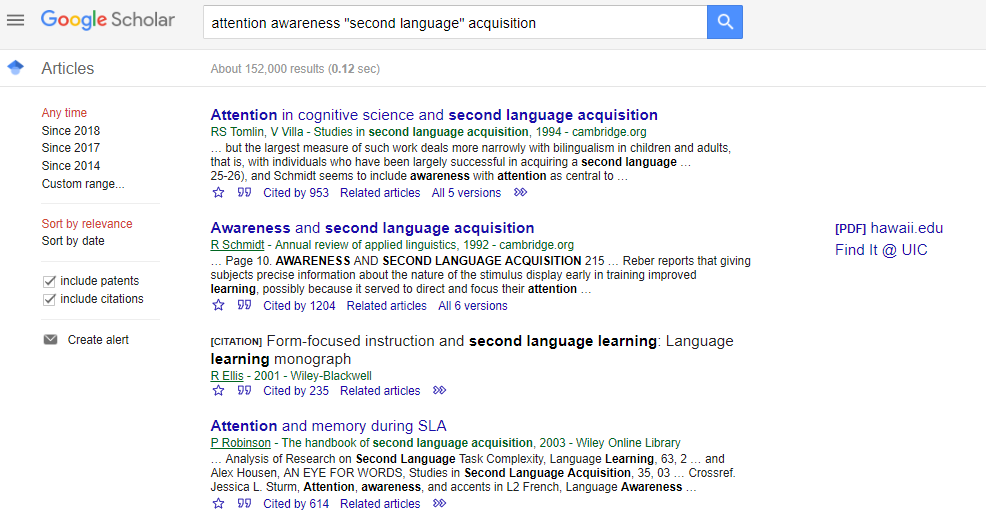 Google Scholar
attention awareness "second language" acquisition
Articles
About 152,000 results (0.12 sec)
Any time
Since 2018
Since 2017
Since 2014
Custom range...
Sort by relevance
Sort by date
include patents
include citations
Create alert
Attention in cognitive science and second language acquisition
RS Tomlin, V Villa - Studies in second language acquisition, 1994 - cambridge.org
... but the largest measure of such work deals more narrowly with bilingualism in children and adults,
that is, with individuals who have been largely successful in acquiring a second language ...
25-26), and Schmidt seems to include awareness with attention as central to ...
Cited by 953 Related articles All 5 versions
Awareness and second language acquisition
R Schmidt - Annual review of applied linguistics, 1992 - cambridge.org
... Page 10. AWARENESS AND SECOND LANGUAGE ACQUISITION 215 ... Reber reports that giving
subjects precise information about the nature of the stimulus display early in training improved
learning, possibly because it served to direct and focus their attention ...
Cited by 1204 Related articles All 6 versions
[PDF] hawaii.edu
Find It @ UIC
[CITATION] Form-focused instruction and second language learning: Language
learning monograph
R Ellis - 2001 - Wiley-Blackwell
Cited by 235 Related articles
Attention and memory during SLA
P Robinson - The handbook of second language acquisition, 2003 - Wiley Online Library
... Analysis of Research on Second Language Task Complexity, Language Learning, 63, 2 ... and
Alex Housen, AN EYE FOR WORDS, Studies in Second Language Acquisition, 35, 03 ... Crossref.
Jessica L. Sturm, Attention, awareness, and accents in L2 French, Language Awareness ...
Cited by 614 Related articles